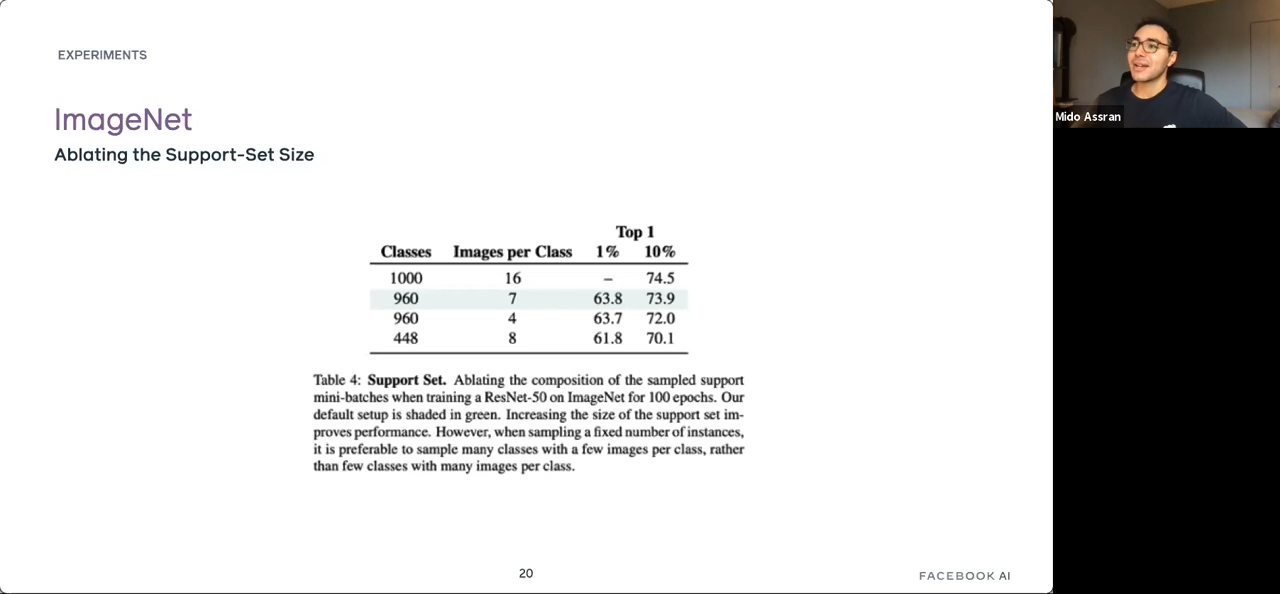 EXPERIMENTS
ImageNet
Ablating the Support-Set Size
Top 1
Classes Images per Class 1% 10%
1000 16 – 74.5
960 7 63.8 73.9
960 4 63.7 72.0
448 8 61.8 70.1
Table 4: Support Set. Ablating the composition of the sampled support
mini-batches when training a ResNet-50 on ImageNet for 100 epochs. Our
default setup is shaded in green. Increasing the size of the support set im-
proves performance. However, when sampling a fixed number of instances,
it is preferable to sample many classes with a few images per class, rather
than few classes with many images per class.
20
FACEBOOK AI
Mido Assran